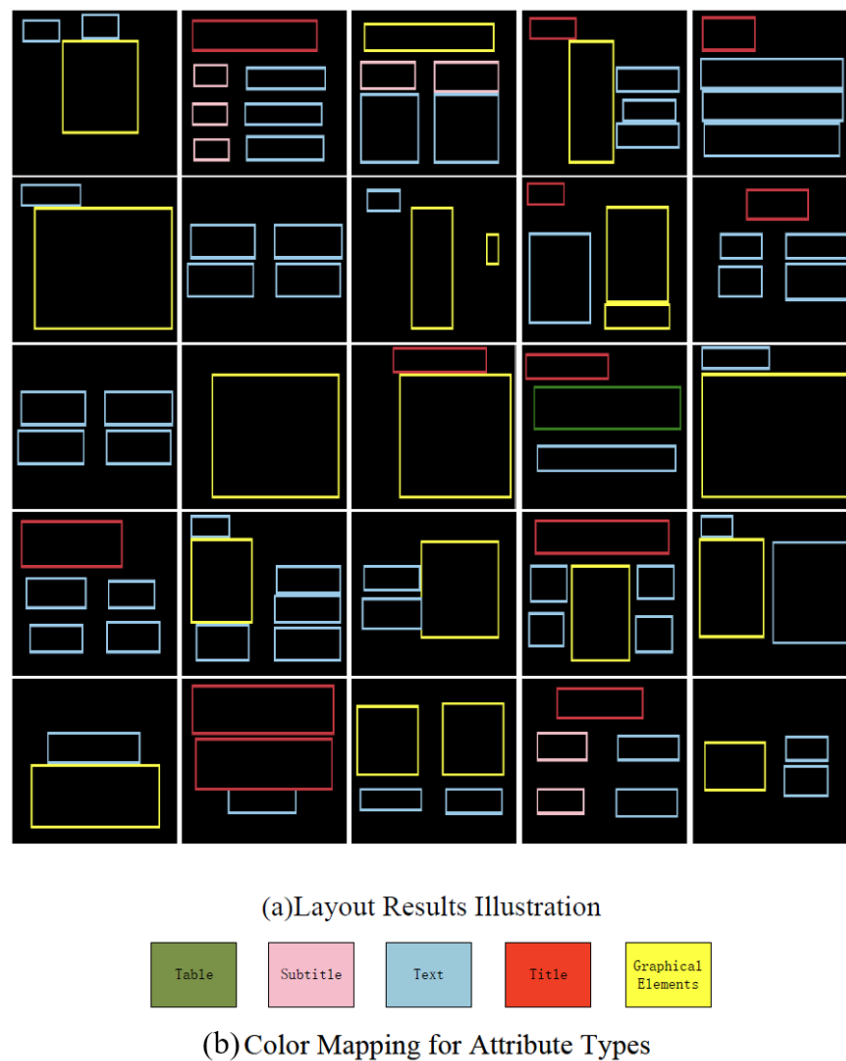 (a)Layout Results Illustration
Table
Subtitle
Text
Title
Graphical
Elements
(b) Color Mapping for Attribute Types